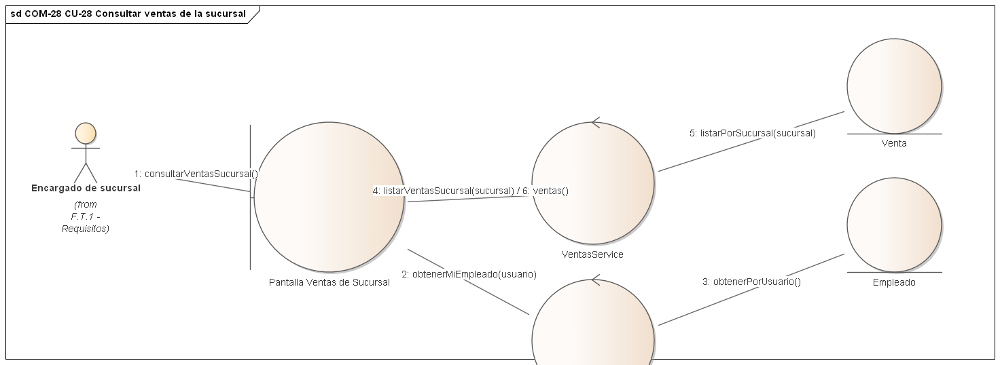 sd COM-28 CU-28 Consultar ventas de la sucursal
Encargado de sucursal
(from
F.T.1 -
Requisitos)
1: consultarVentasSucursal()
Pantalla Ventas de Sucursal
4: listarVentasSucursal(sucursal) / 6: ventas()
2: obtenerMiEmpleado(usuario)
VentasService
5: listarPorSucursal(sucursal)
Venta
3: obtenerPorUsuario()
Empleado